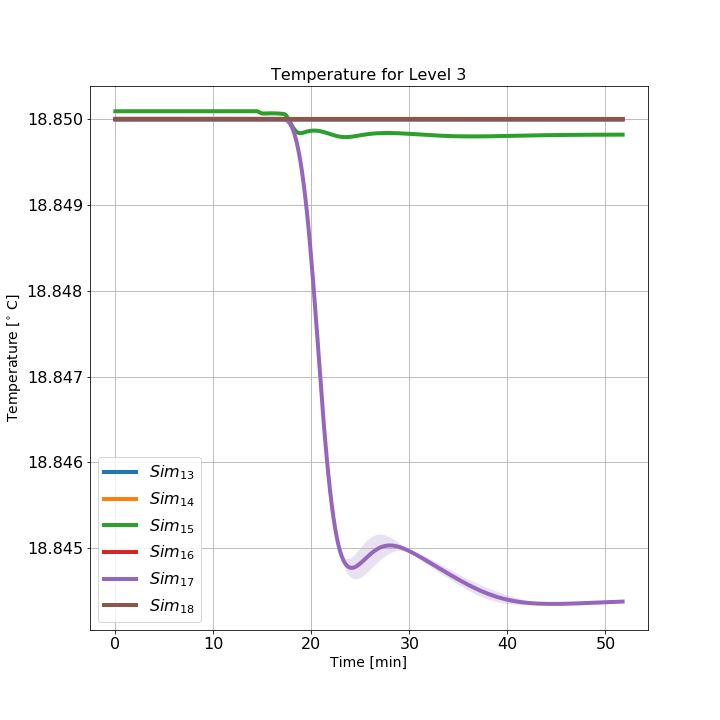 Temperature for Level 3
18.850
18.849
18.848
18.847
18.846
18.845
Temperature [° C]
Sim₁₃
Sim₁₄
Sim₁₅
Sim₁₆
Sim₁₇
Sim₁₈
0 10 20 30 40 50
Time [min]